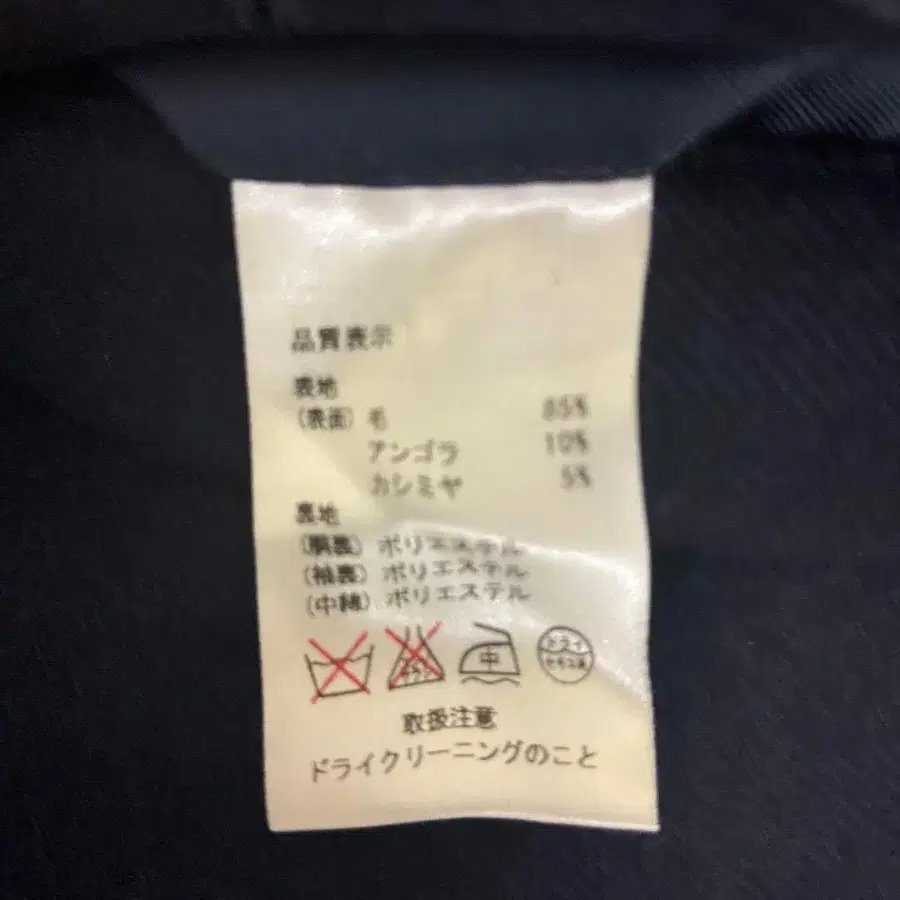 品質表示
表地
(表面) 毛 85%
アンゴラ 10%
カシミヤ 5%
裏地
(胴裏) ポリエステル
(袖裏) ポリエステル
(中綿) ポリエステル
中 ドライ
取扱注意
ドライクリーニングのこと